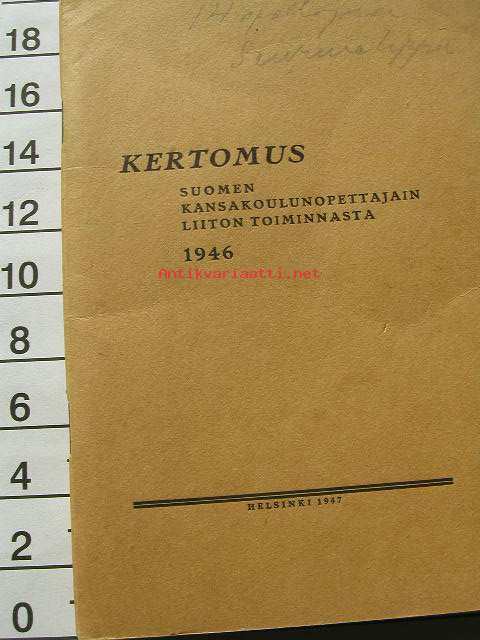 KERTOMUS
SUOMEN
KANSAKOULUNOPETTAJAIN
LIITON TOIMINNASTA
1946
Antikvariaatti.net
HELSINKI 1947
18
16
14
12
10
8
6
4
2
0